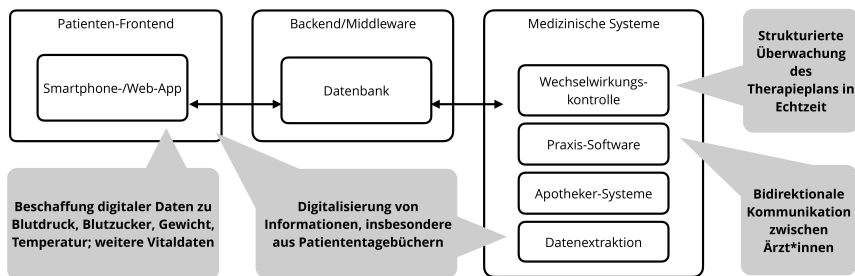 Patienten-Frontend
Smartphone-/Web-App
Backend/Middleware
Datenbank
Medizinische Systeme
Wechselwirkungs-
kontrolle
Praxis-Software
Apotheker-Systeme
Datenextraktion
Strukturierte
Überwachung
des
Therapieplans in
Echtzeit
Beschaffung digitaler Daten zu
Blutdruck, Blutzucker, Gewicht,
Temperatur; weitere Vitaldaten
Digitalisierung von
Informationen, insbesondere
aus Patiententagebüchern
Bidirektionale
Kommunikation
zwischen
Ärzt*innen